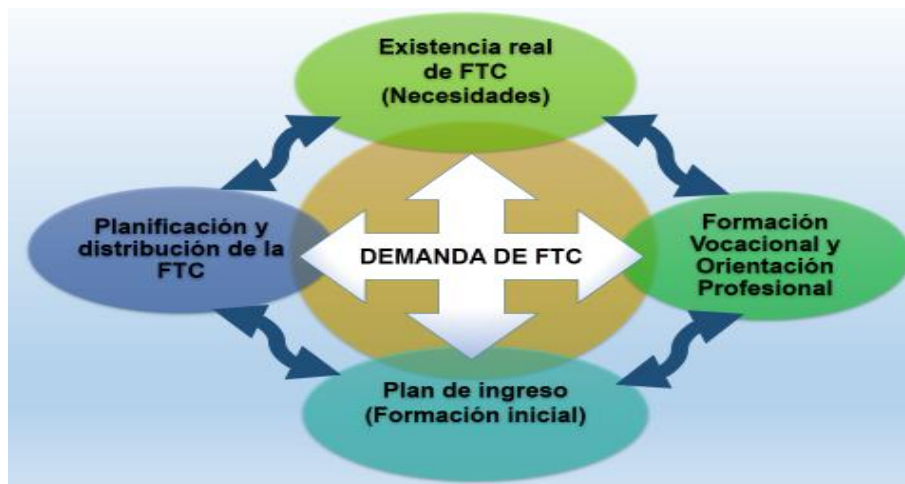 Existencia real
de FTC
(Necesidades)
Planificación y
distribución de la
FTC
DEMANDA DE FTC
Formación
Vocacional y
Orientación
Profesional
Plan de ingreso
(Formación inicial)